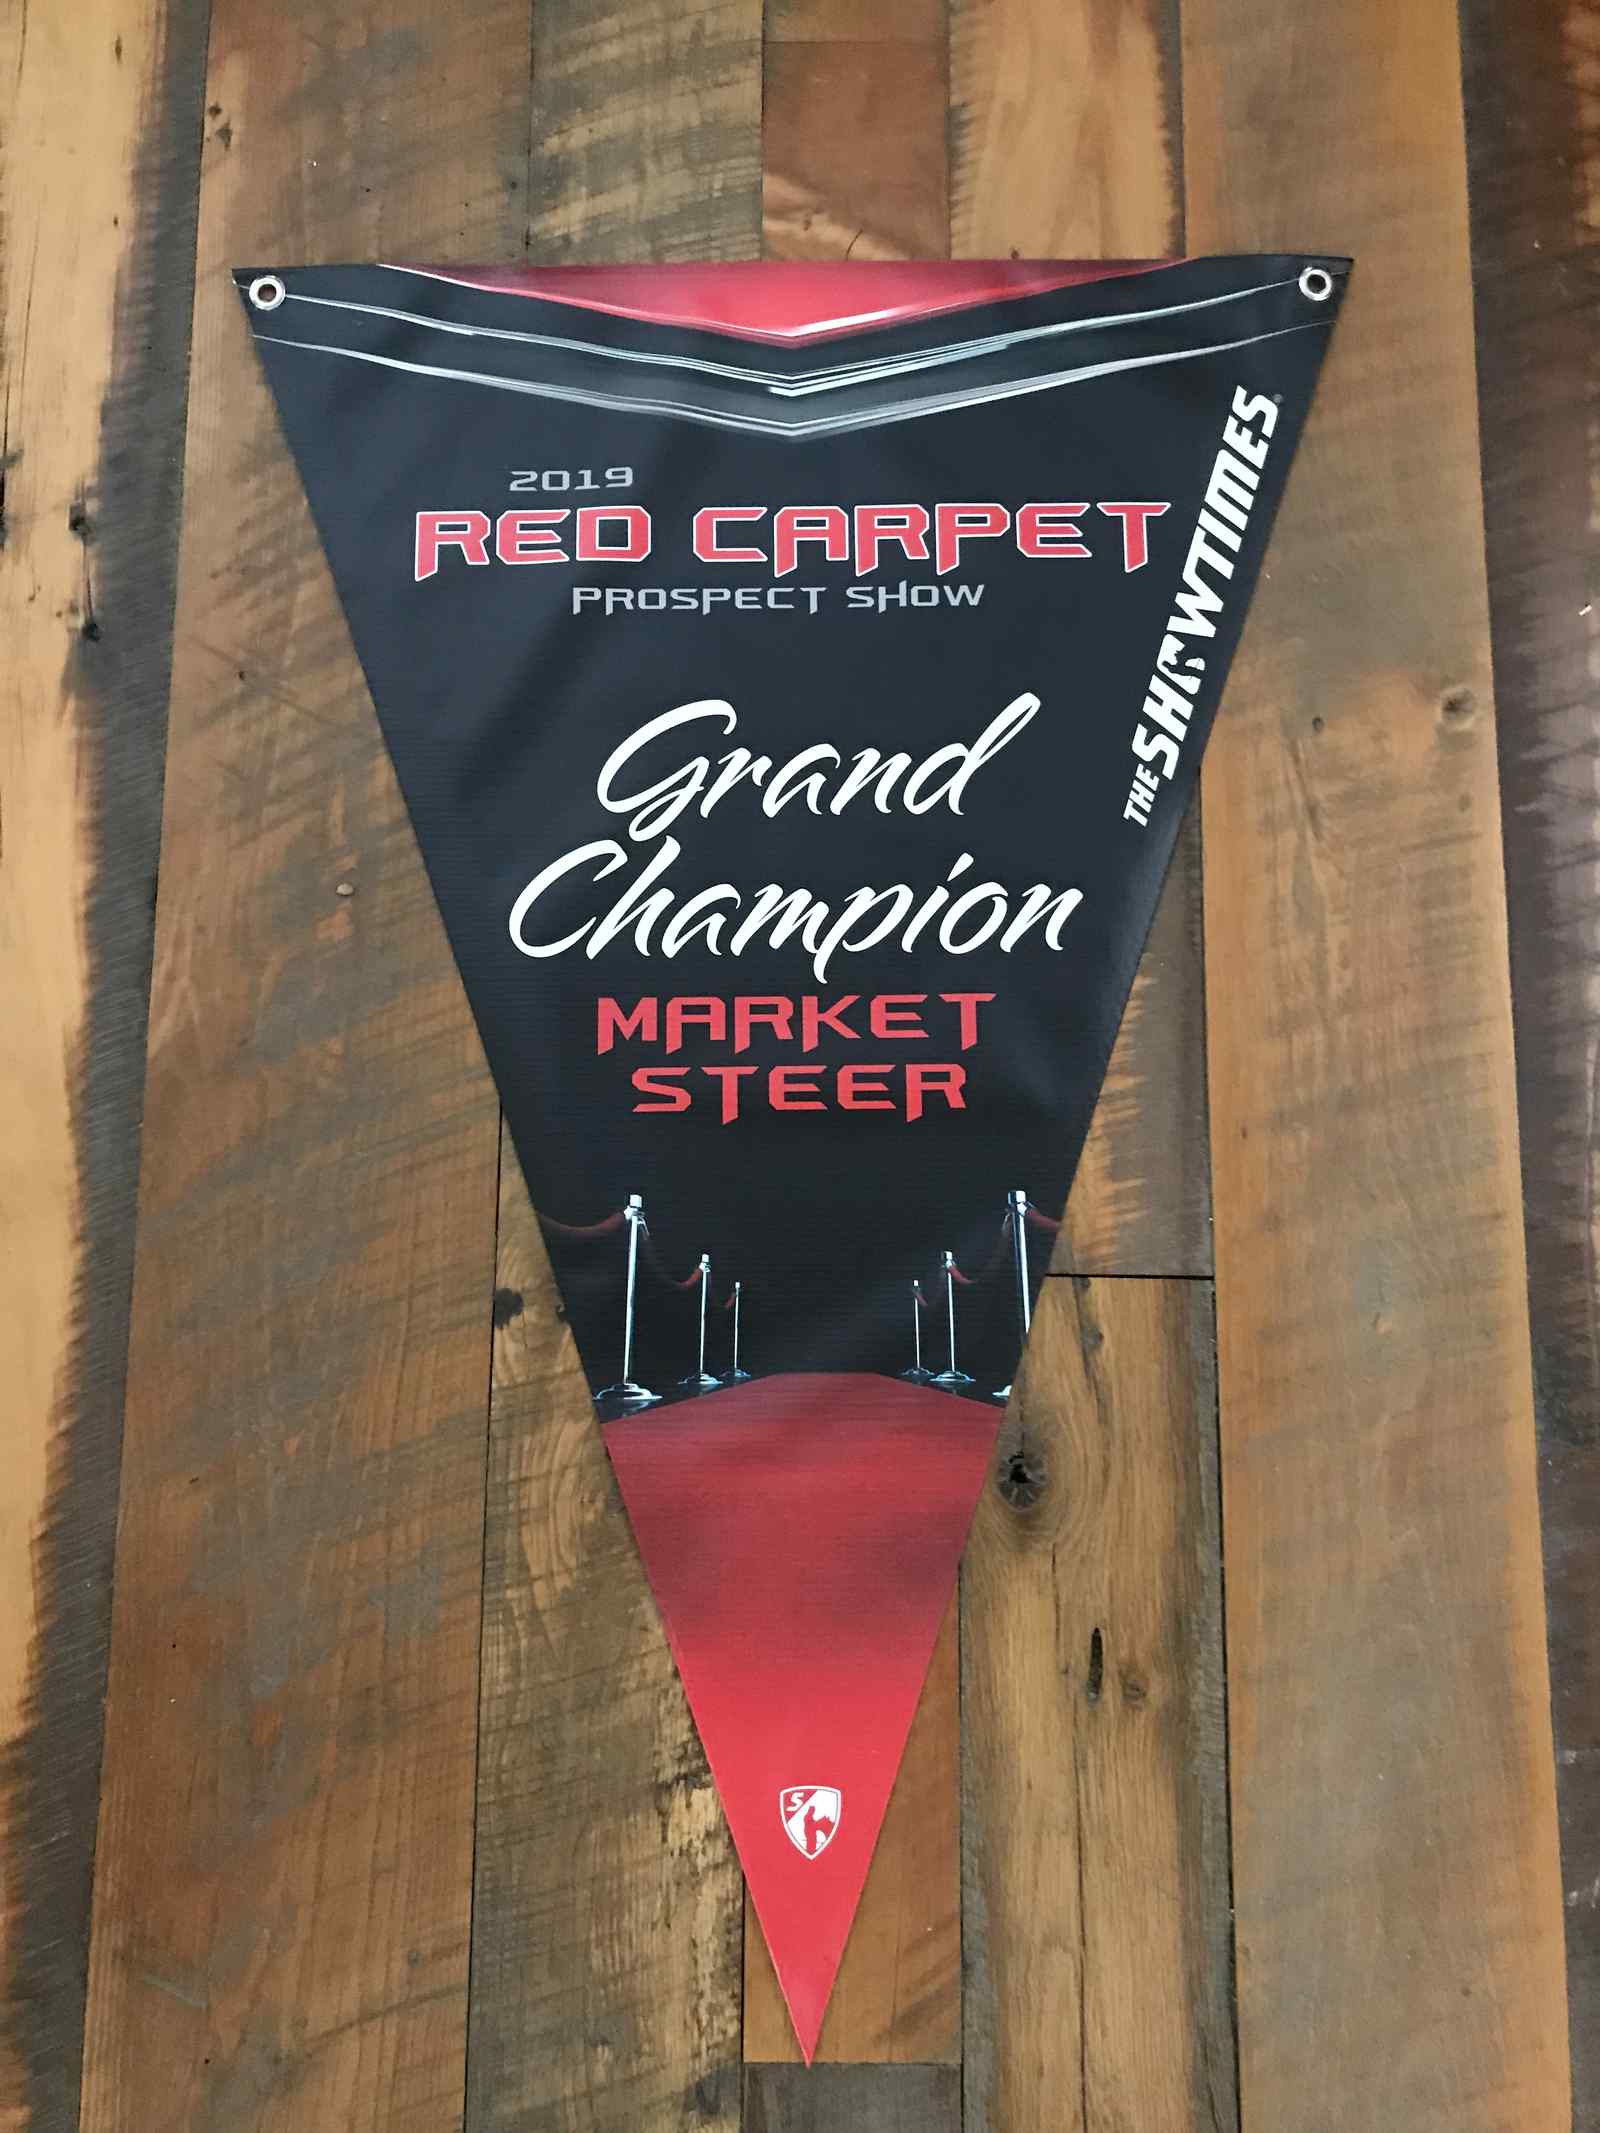 2019
RED CARPET
PROSPECT SHOW
THE SHOWTIMES®
Grand
Champion
MARKET
STEER
S